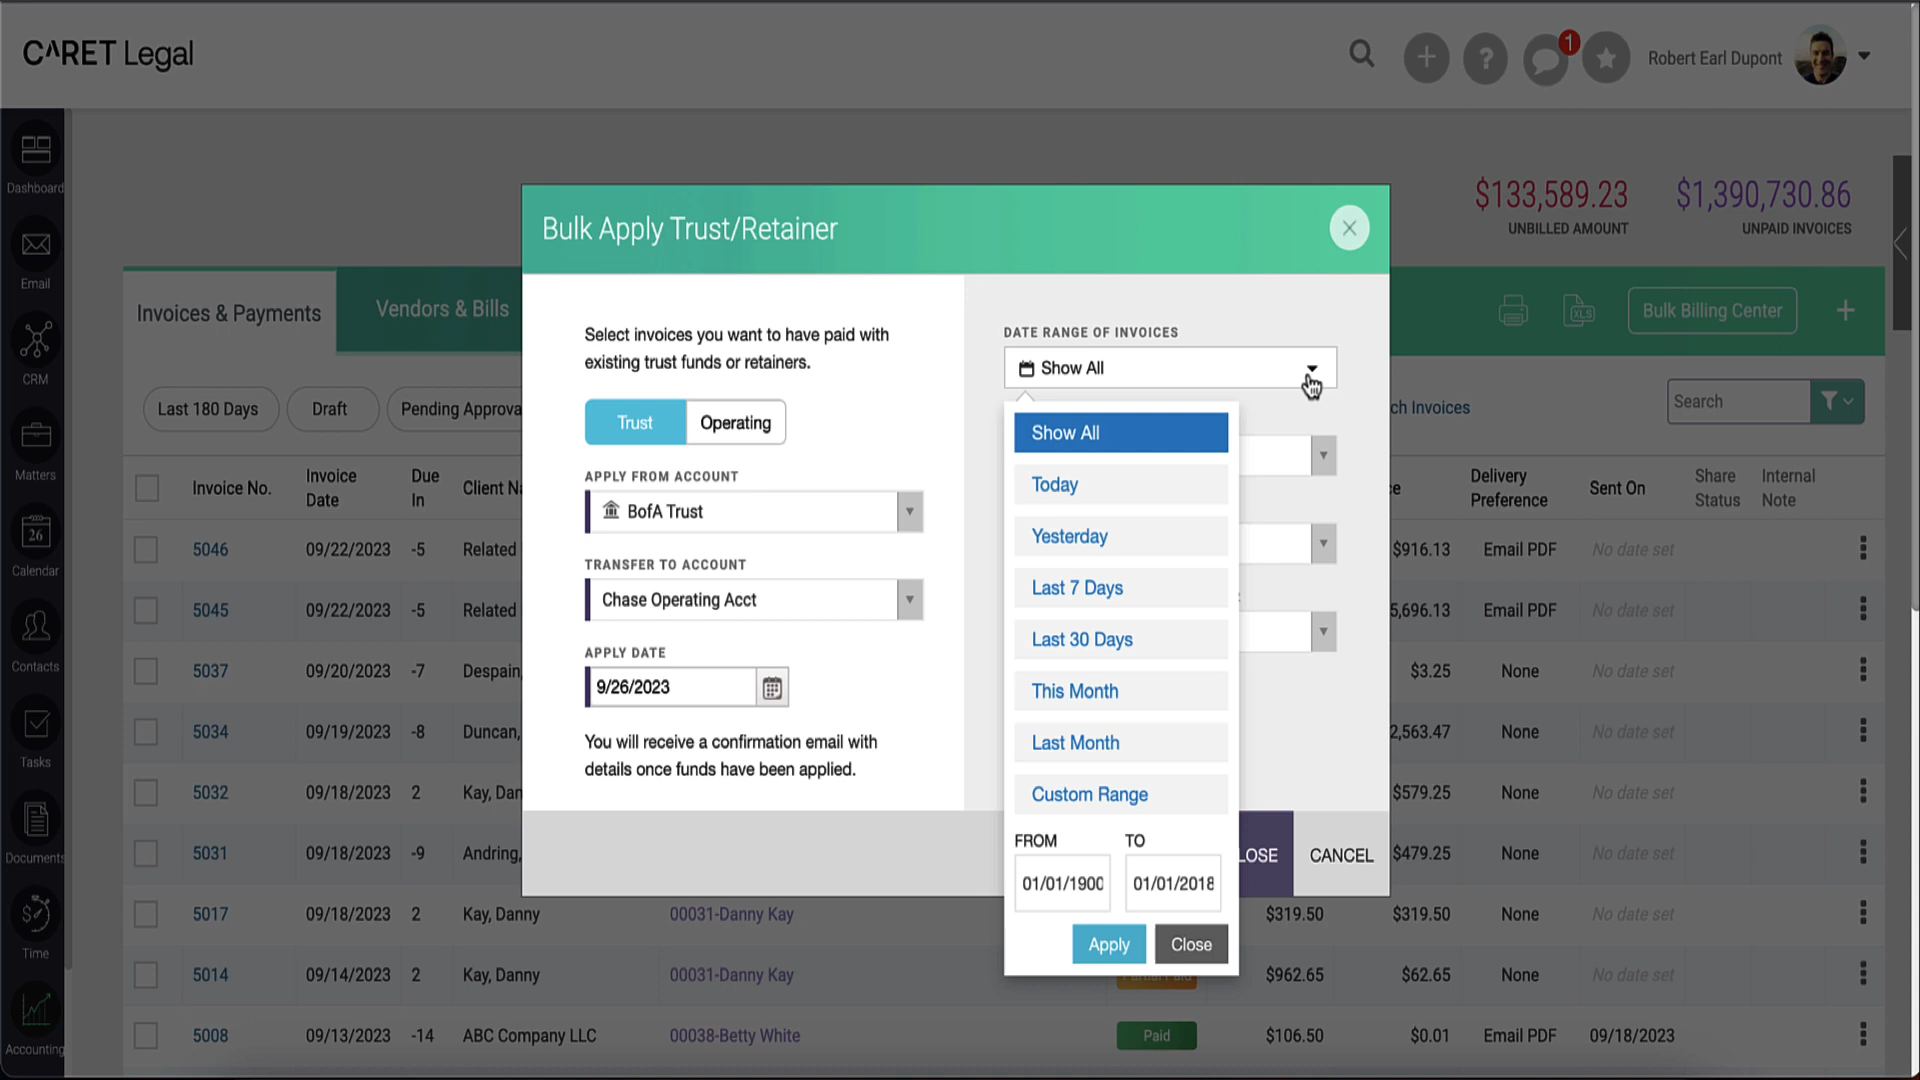 CARET Legal
1
Robert Earl Dupont
Dashboard
Email
CRM
Matters
26
Calendar
Contacts
Tasks
Documents
Time
Accounting
$133,589.23
UNBILLED AMOUNT
$1,390,730.86
UNPAID INVOICES
Invoices & Payments
Vendors & Bills
XLS
Bulk Billing Center
Last 180 Days
Draft
Pending Approva
ch Invoices
Search
Invoice No.
Invoice Date
Due In
Client Na
ce
Delivery Preference
Sent On
Share Status
Internal Note
5046 09/22/2023 -5 Related $916.13 Email PDF No date set
5045 09/22/2023 -5 Related 5,696.13 Email PDF No date set
5037 09/20/2023 -7 Despain, $3.25 None No date set
5034 09/19/2023 -8 Duncan, 2,563.47 None No date set
5032 09/18/2023 2 Kay, Dan $579.25 None No date set
5031 09/18/2023 -9 Andring, $479.25 None No date set
5017 09/18/2023 2 Kay, Danny 00031-Danny Kay $319.50 $319.50 None No date set
5014 09/14/2023 2 Kay, Danny 00031-Danny Kay $962.65 $62.65 None No date set
5008 09/13/2023 -14 ABC Company LLC 00038-Betty White Paid $106.50 $0.01 Email PDF 09/18/2023
Bulk Apply Trust/Retainer
Select invoices you want to have paid with
existing trust funds or retainers.
Trust
Operating
APPLY FROM ACCOUNT
BofA Trust
TRANSFER TO ACCOUNT
Chase Operating Acct
APPLY DATE
9/26/2023
You will receive a confirmation email with
details once funds have been applied.
DATE RANGE OF INVOICES
Show All
Show All
Today
Yesterday
Last 7 Days
Last 30 Days
This Month
Last Month
Custom Range
FROM
TO
01/01/1900
01/01/2018
Apply
Close
LOSE
CANCEL